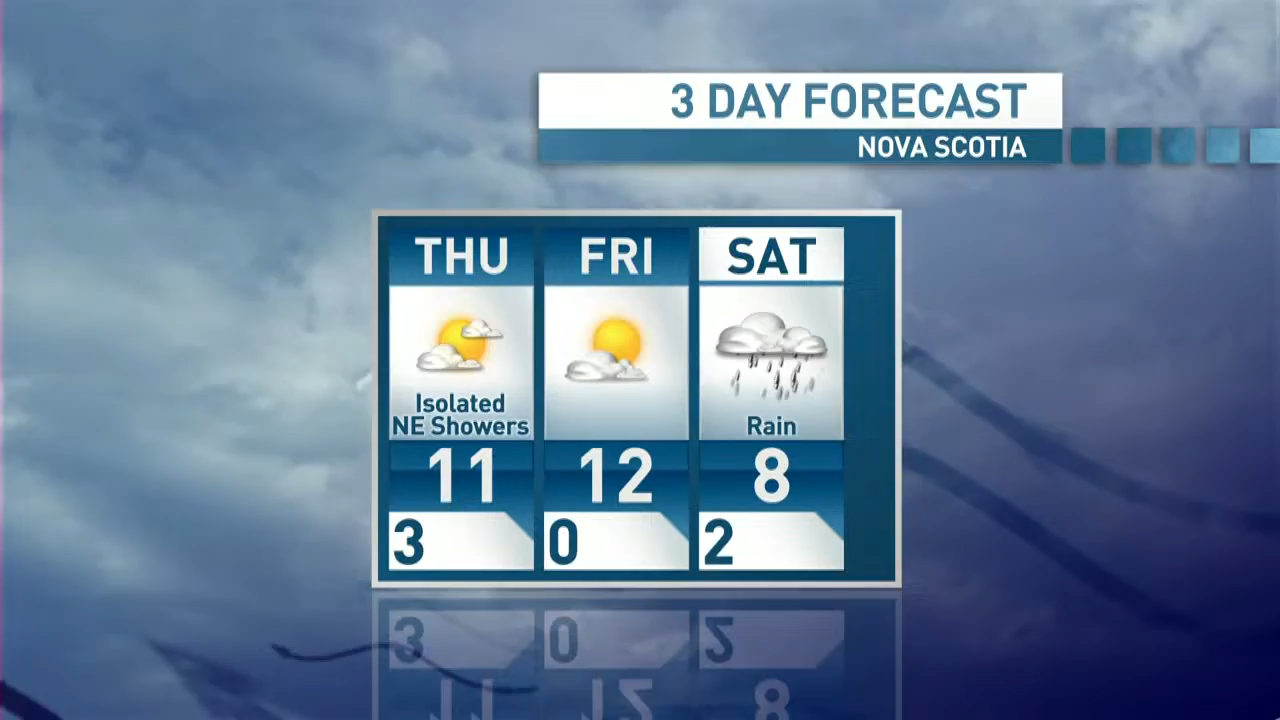 3 DAY FORECAST
NOVA SCOTIA
THU
FRI
SAT
Isolated
NE Showers
Rain
11
12
8
3
0
2